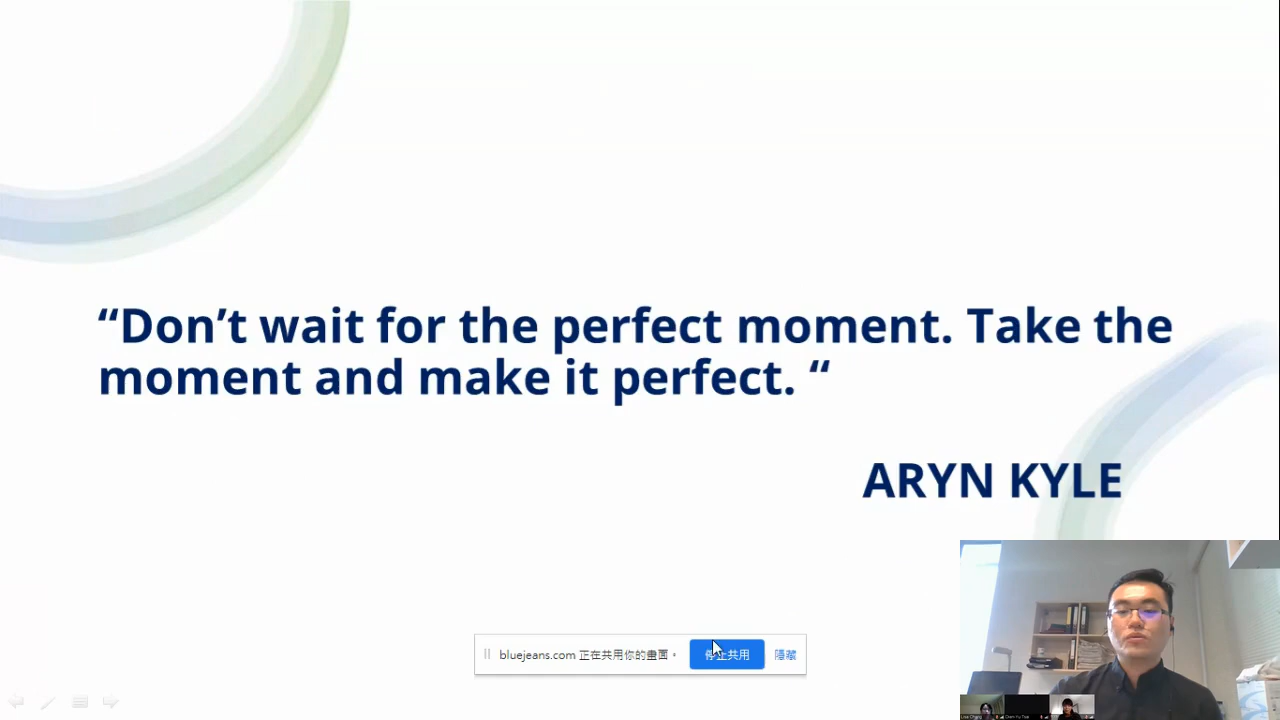 “Don’t wait for the perfect moment. Take the
moment and make it perfect. “
ARYN KYLE
bluejeans.com 正在共用你的畫面。
停止共用
隱藏